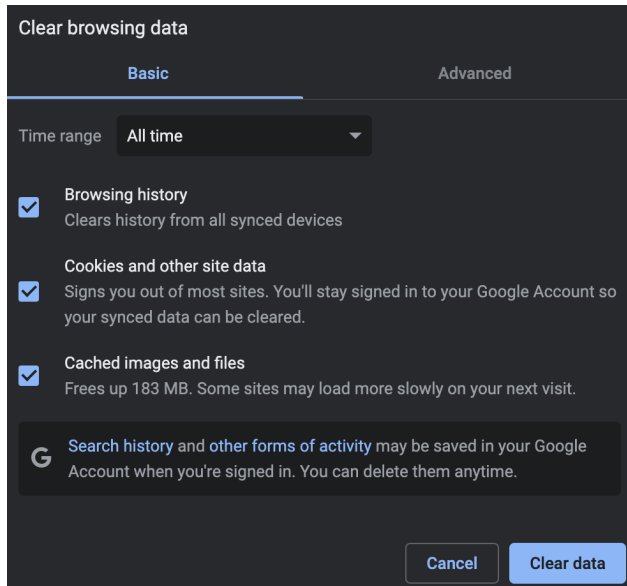 Clear browsing data
Basic
Advanced
Time range
All time
Browsing history
Clears history from all synced devices
Cookies and other site data
Signs you out of most sites. You'll stay signed in to your Google Account so
your synced data can be cleared.
Cached images and files
Frees up 183 MB. Some sites may load more slowly on your next visit.
G
Search history and other forms of activity may be saved in your Google
Account when you're signed in. You can delete them anytime.
Cancel
Clear data